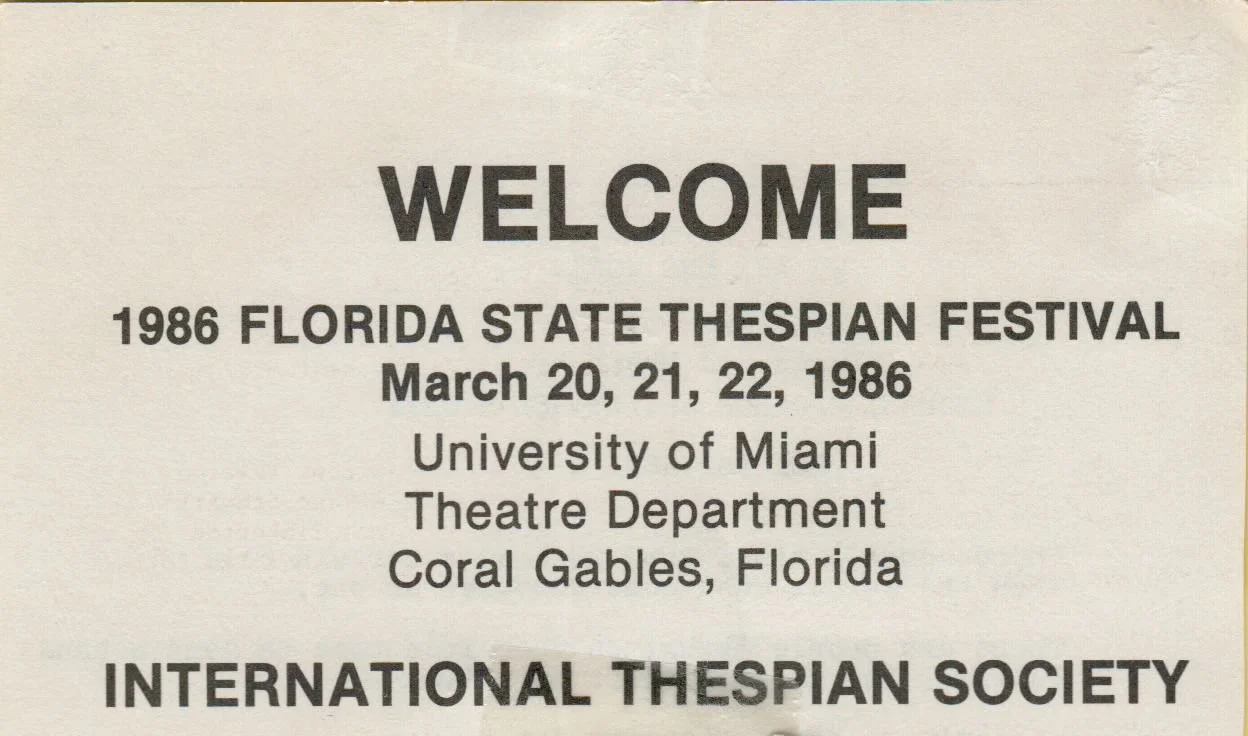 WELCOME
1986 FLORIDA STATE THESPIAN FESTIVAL
March 20, 21, 22, 1986
University of Miami
Theatre Department
Coral Gables, Florida
INTERNATIONAL THESPIAN SOCIETY